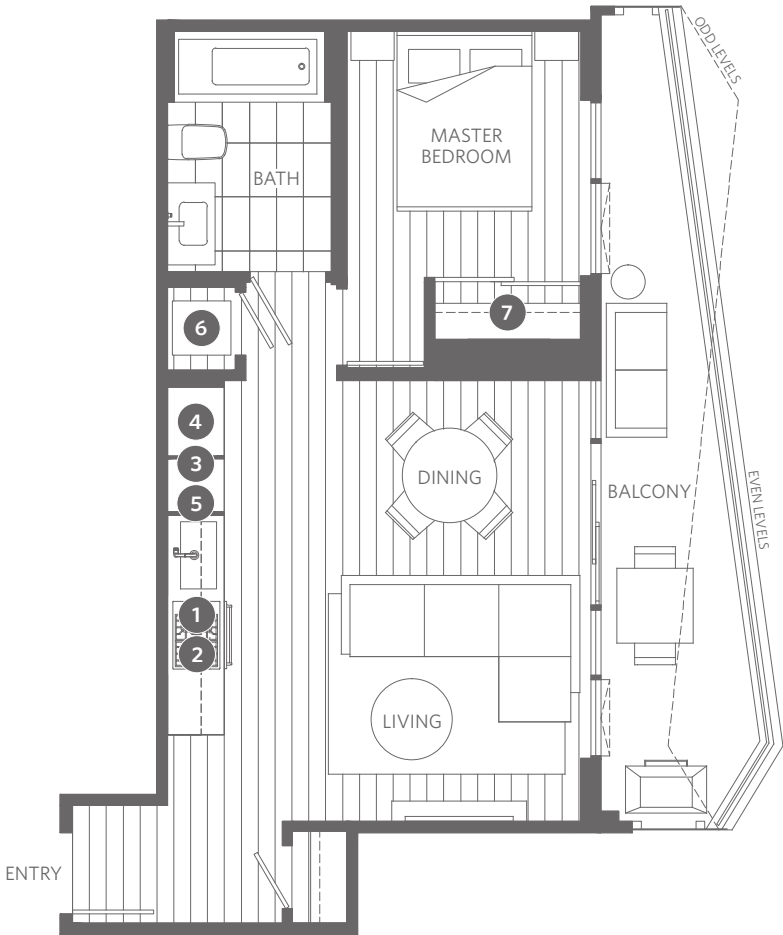 ODD LEVELS
MASTER
BEDROOM
BATH
7
6
4
3
5
DINING
BALCONY
EVEN LEVELS
1
2
LIVING
ENTRY